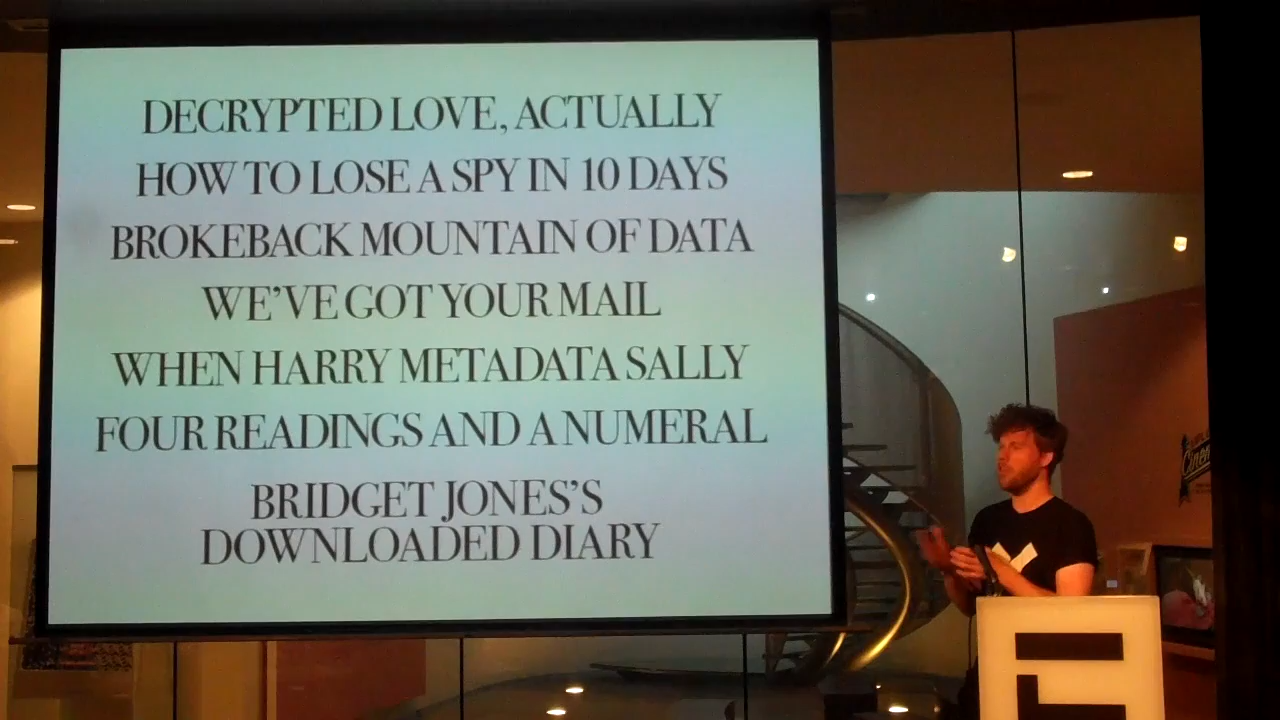 DECRYPTED LOVE, ACTUALLY
HOW TO LOSE A SPY IN 10 DAYS
BROKEBACK MOUNTAIN OF DATA
WE'VE GOT YOUR MAIL
WHEN HARRY METADATA SALLY
FOUR READINGS AND A NUMERAL
BRIDGET JONES'S
DOWNLOADED DIARY